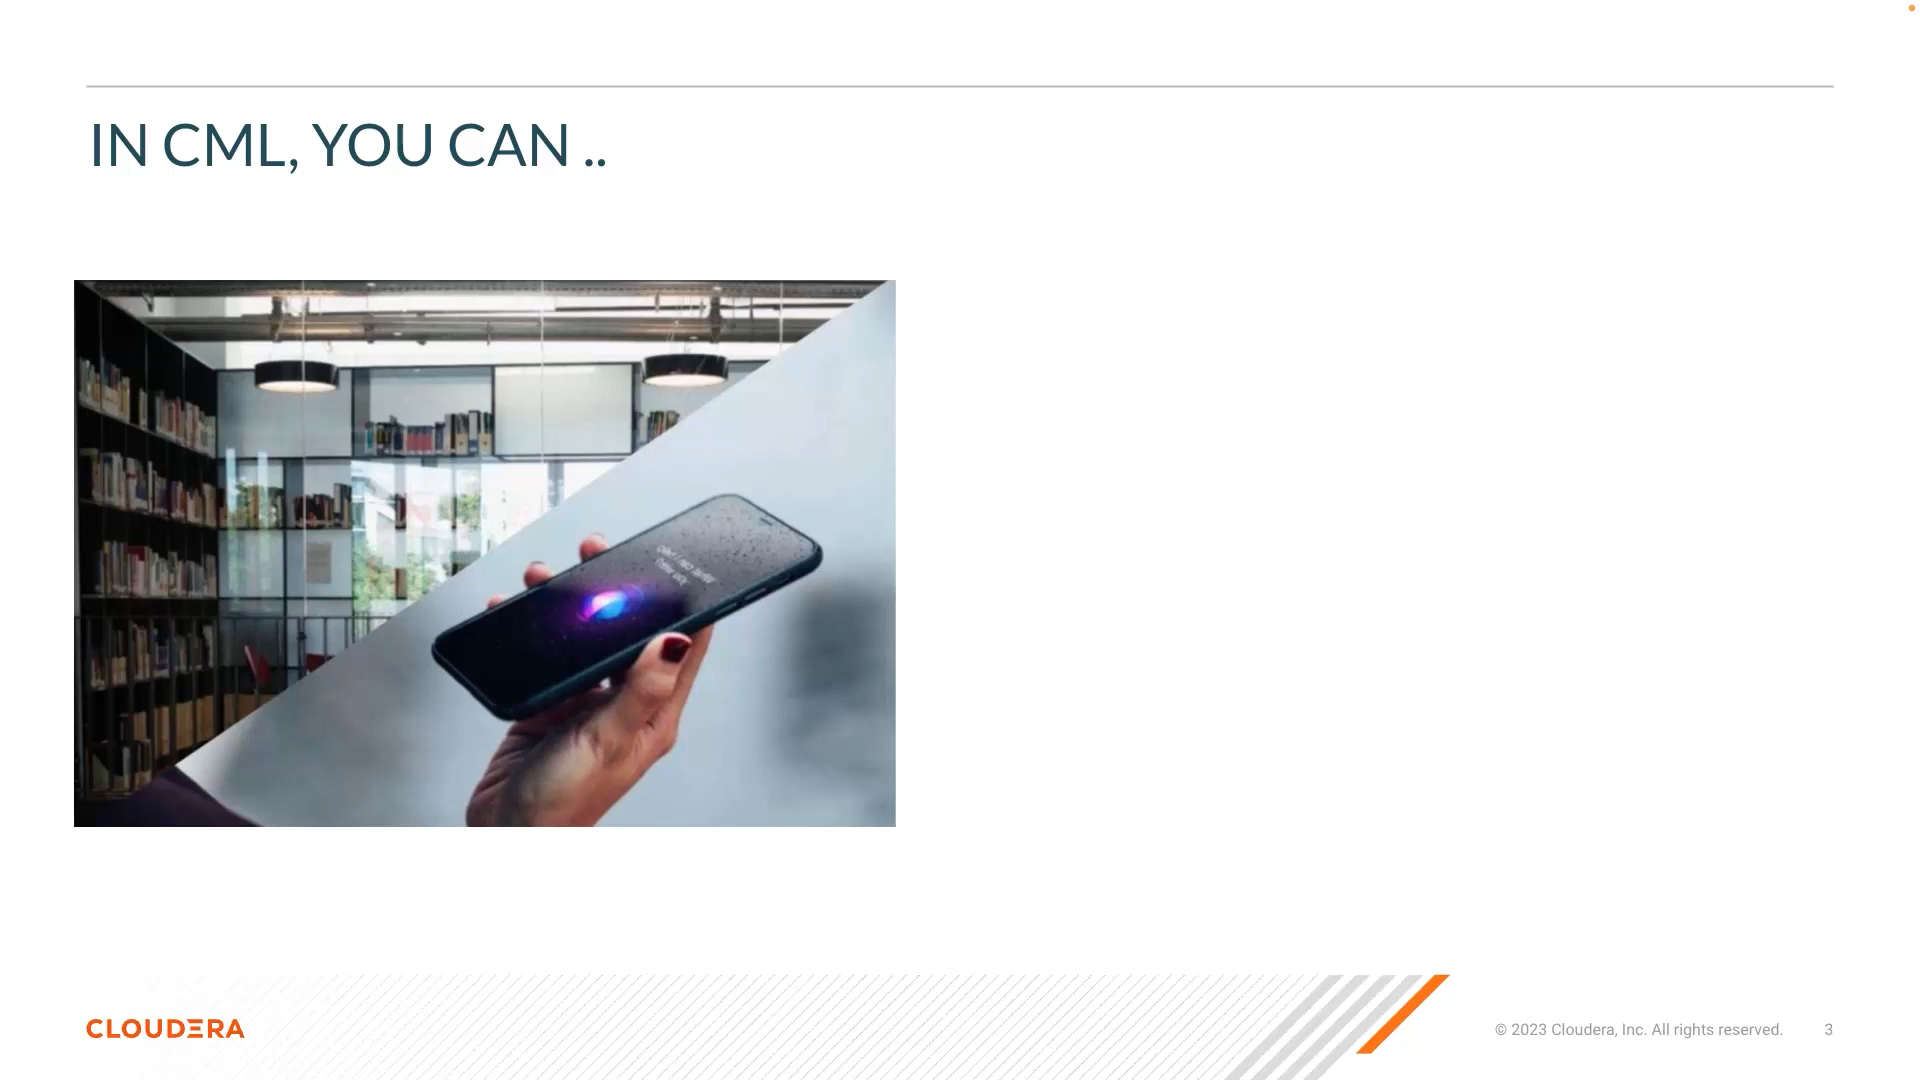 IN CML, YOU CAN ..
CLOUDERA
© 2023 Cloudera, Inc. All rights reserved.
3